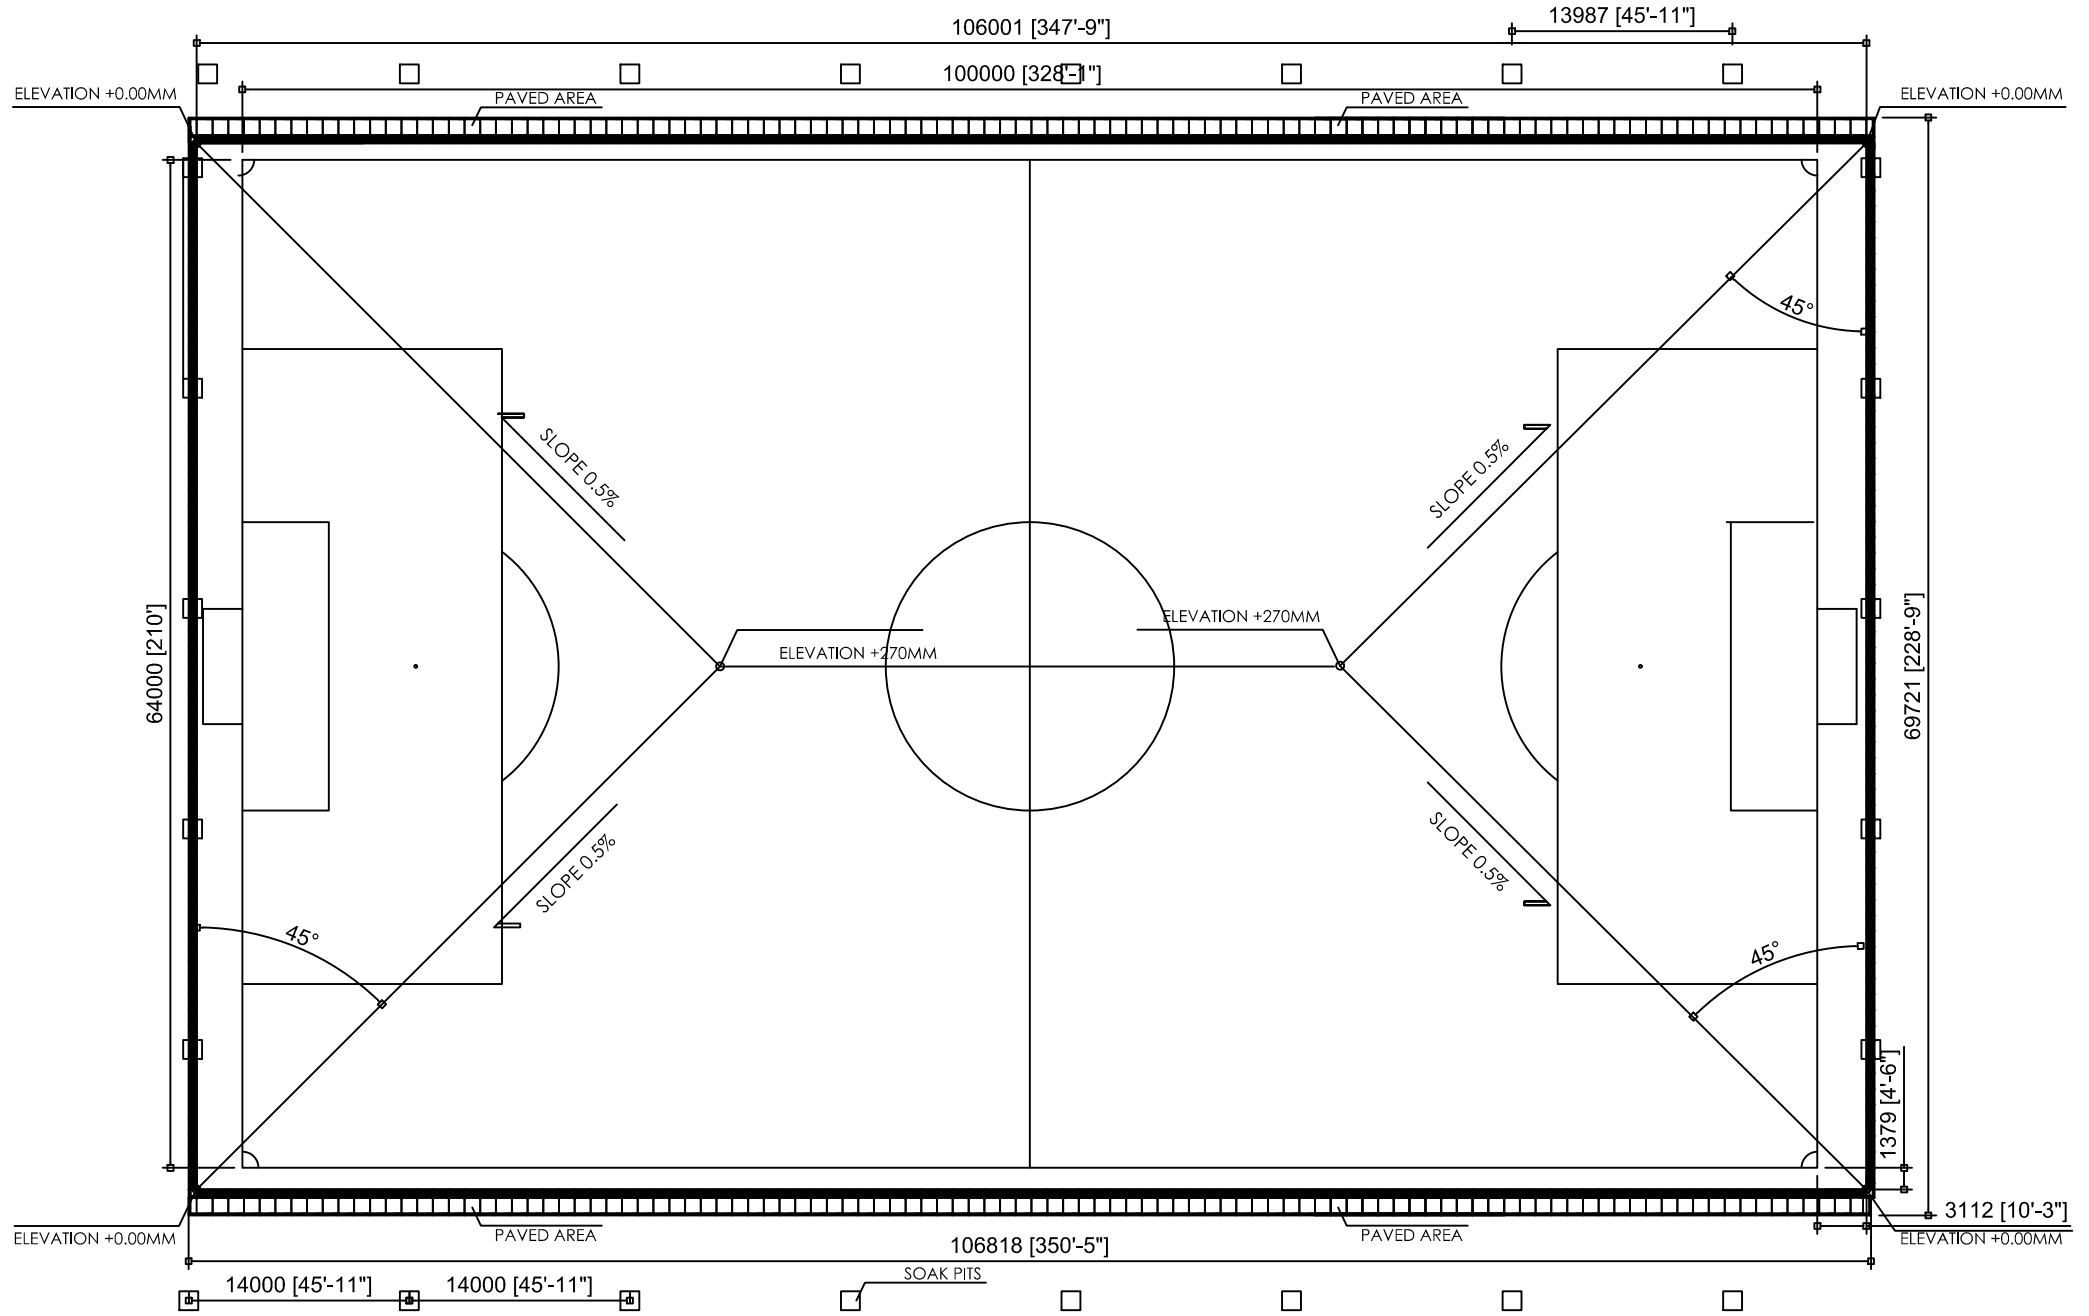 13987 [45'-11"]
106001 [347'-9"]
100000 [328'-1"]
ELEVATION +0.00MM
PAVED AREA
PAVED AREA
ELEVATION +0.00MM
45°
SLOPE 0.5%
SLOPE 0.5%
ELEVATION +270MM
ELEVATION +270MM
64000 [210']
69721 [228'-9"]
SLOPE 0.5%
SLOPE 0.5%
45°
45°
1379 [4'-6"]
3112 [10'-3"]
ELEVATION +0.00MM
PAVED AREA
PAVED AREA
ELEVATION +0.00MM
106818 [350'-5"]
SOAK PITS
14000 [45'-11"]
14000 [45'-11"]